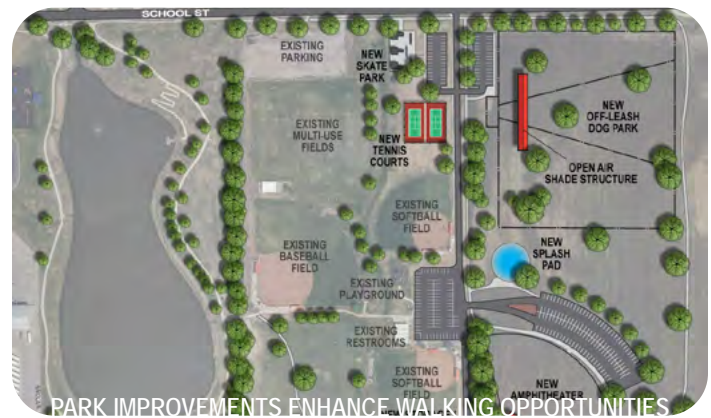 SCHOOL ST
EXISTING
PARKING
NEW
SKATE
PARK
EXISTING
MULTI-USE
FIELDS
NEW
TENNIS
COURTS
NEW
OFF-LEASH
DOG PARK
OPEN AIR
SHADE STRUCTURE
EXISTING
SOFTBALL
FIELD
EXISTING
BASEBALL
FIELD
NEW
SPLASH
PAD
EXISTING
PLAYGROUND
EXISTING
RESTROOMS
EXISTING
SOFTBALL
FIELD
NEW
AMPHITHEATER
PARK IMPROVEMENTS ENHANCE WALKING OPPORTUNITIES